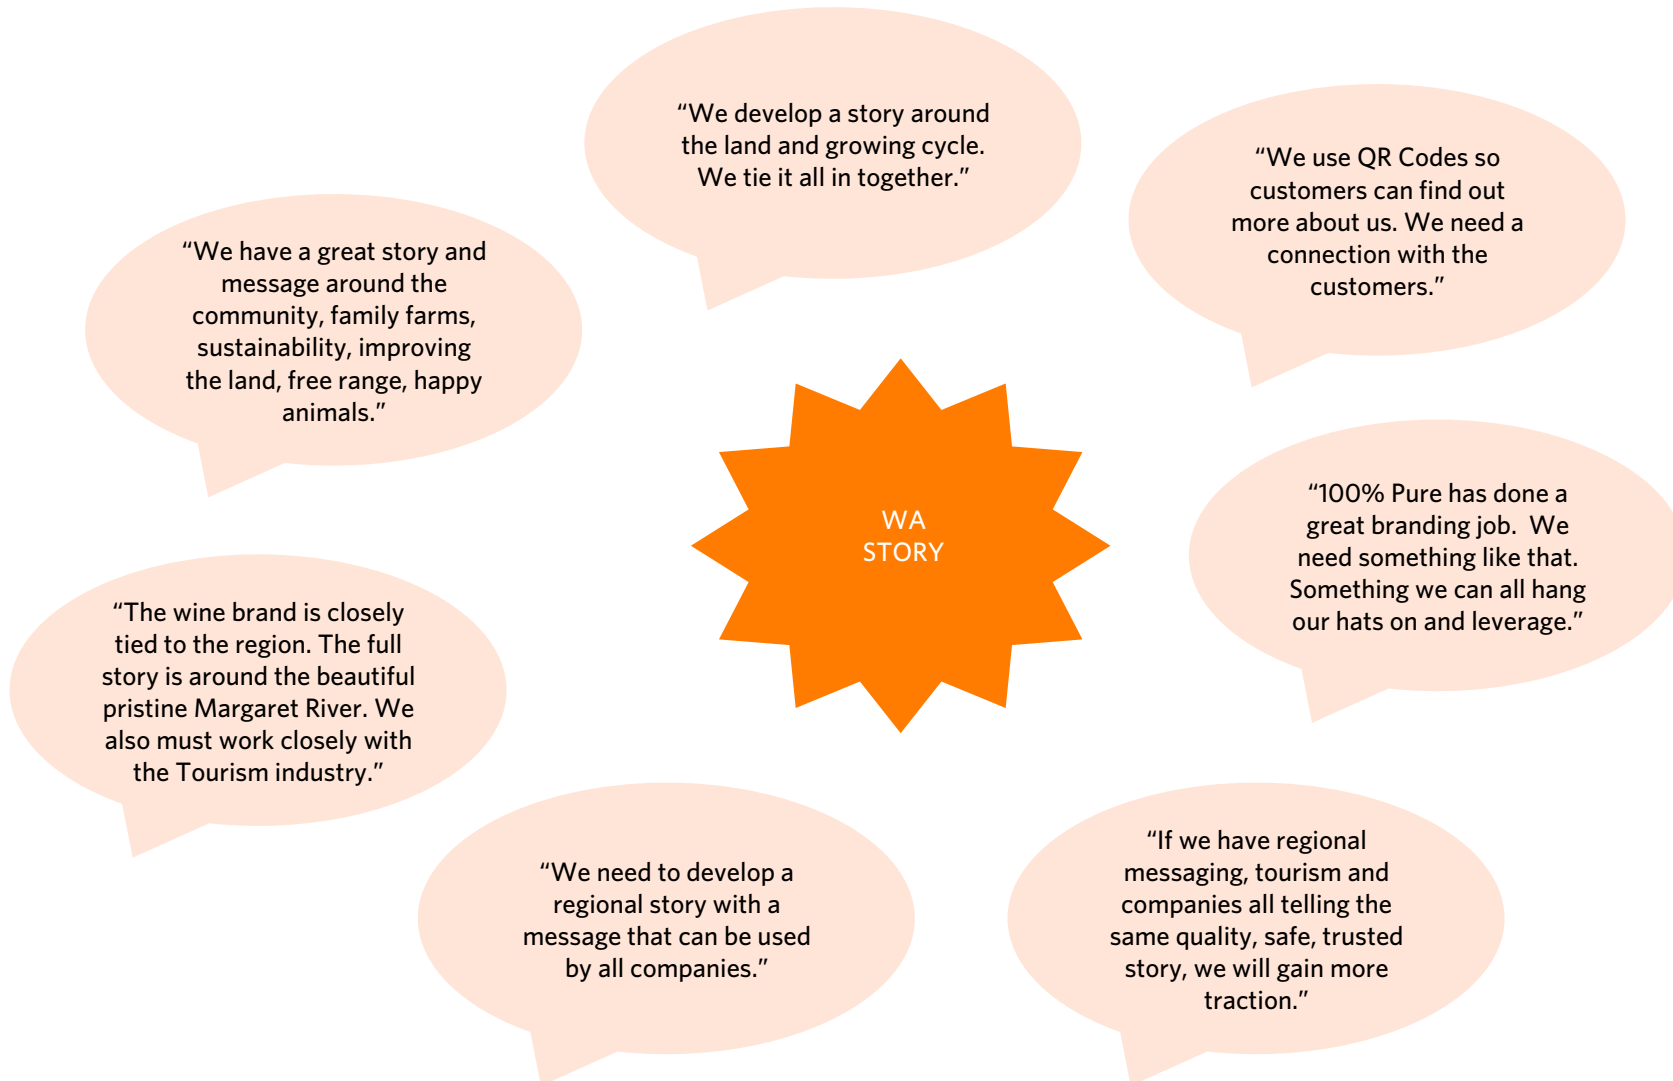 “We develop a story around
the land and growing cycle.
We tie it all in together.”
“We use QR Codes so
customers can find out
more about us. We need a
connection with the
customers.”
“We have a great story and
message around the
community, family farms,
sustainability, improving
the land, free range, happy
animals.”
WA
STORY
“100% Pure has done a
great branding job.  We
need something like that.
Something we can all hang
our hats on and leverage.”
“The wine brand is closely
tied to the region. The full
story is around the beautiful
pristine Margaret River. We
also must work closely with
the Tourism industry.”
“We need to develop a
regional story with a
message that can be used
by all companies.”
“If we have regional
messaging, tourism and
companies all telling the
same quality, safe, trusted
story, we will gain more
traction.”